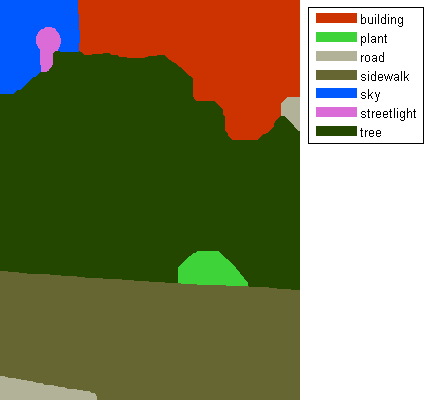 building
plant
road
sidewalk
sky
streetlight
tree